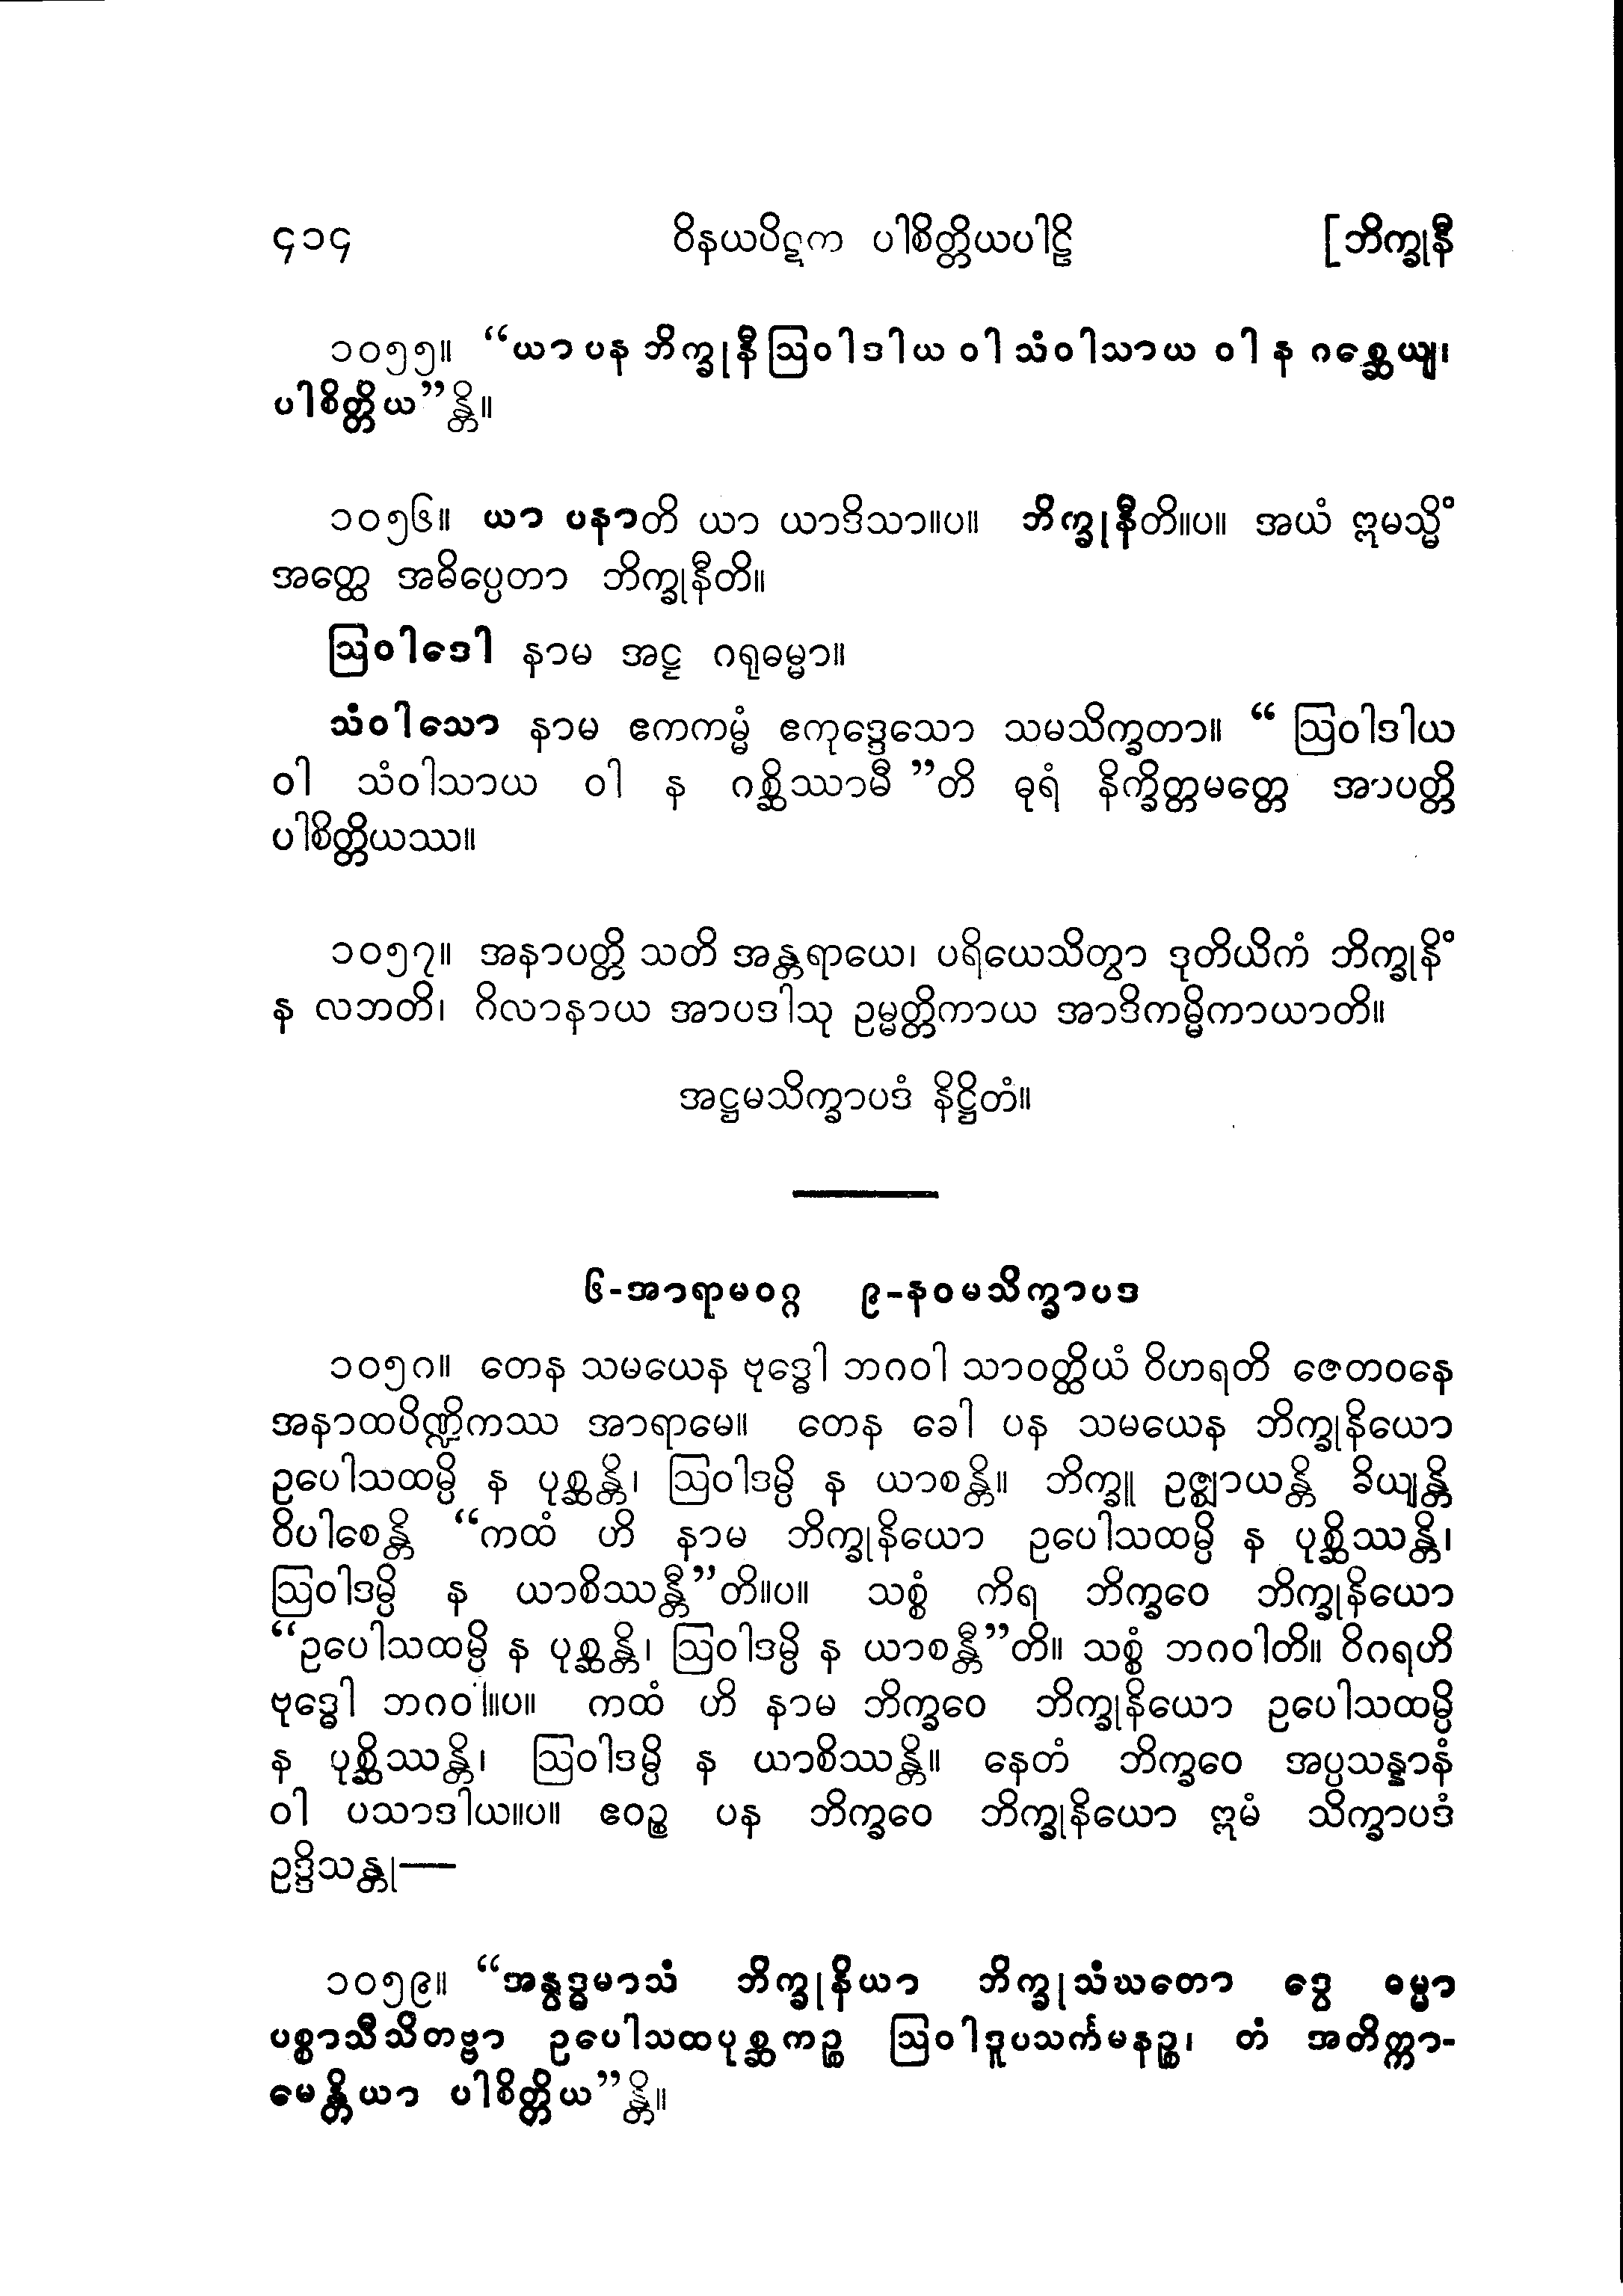 ၄၁၄ ဝိနယပိဋက ပါစိတ္တိယပါဠိ [ဘိက္ခုနီ
၁၀၅၅။ “ယာ ပန ဘိက္ခုနီ ဩဝါဒါယ ဝါ သံဝါသာယ ဝါ န ဂစ္ဆေယျ၊
ပါစိတ္တိယ”န္တိ။
၁၀၅၆။ ယာ ပနာတိ ယာ ယာဒိသာ။ပ။ ဘိက္ခုနီတိ။ပ။ အယံ ဣမသ္မိံ
အတ္ထေ အဓိပ္ပေတာ ဘိက္ခုနီတိ။
ဩဝါဒေါ နာမ အဋ္ဌ ဂရုဓမ္မာ။
သံဝါသော နာမ ဧကကမ္မံ ဧကုဒ္ဒေသော သမသိက္ခတာ။ “ ဩဝါဒါယ
ဝါ သံဝါသာယ ဝါ န ဂစ္ဆိဿာမီ ”တိ ဓုရံ နိက္ခိတ္တမတ္တေ အာပတ္တိ
ပါစိတ္တိယဿ။
၁၀၅၇။ အနာပတ္တိ သတိ အန္တရာယေ၊ ပရိယေသိတွာ ဒုတိယိကံ ဘိက္ခုနိံ
န လဘတိ၊ ဂိလာနာယ အာပဒါသု ဥမ္မတ္တိကာယ အာဒိကမ္မိကာယာတိ။
အဋ္ဌမသိက္ခာပဒံ နိဋ္ဌိတံ။
၆-အာရာမဝဂ္ဂ ၉-နဝမသိက္ခာပဒ
၁၀၅၈။ တေန သမယေန ဗုဒ္ဓေါ ဘဂဝါ သာဝတ္ထိယံ ဝိဟရတိ ဇေတဝနေ
အနာထပိဏ္ဍိကဿ အာရာမေ။ တေန ခေါ ပန သမယေန ဘိက္ခုနိယော
ဥပေါသထမ္ပိ န ပုစ္ဆန္တိ၊ ဩဝါဒမ္ပိ န ယာစန္တိ။ ဘိက္ခူ ဥဇ္ဈာယန္တိ ခိယျန္တိ
ဝိပါစေန္တိ “ကထံ ဟိ နာမ ဘိက္ခုနိယော ဥပေါသထမ္ပိ န ပုစ္ဆိဿန္တိ၊
ဩဝါဒမ္ပိ န ယာစိဿန္တီ”တိ။ပ။ သစ္စံ ကိရ ဘိက္ခဝေ ဘိက္ခုနိယော
“ဥပေါသထမ္ပိ န ပုစ္ဆန္တိ၊ ဩဝါဒမ္ပိ န ယာစန္တီ”တိ။ သစ္စံ ဘဂဝါတိ။ ဝိဂရဟိ
ဗုဒ္ဓေါ ဘဂဝါ။ပ။ ကထံ ဟိ နာမ ဘိက္ခဝေ ဘိက္ခုနိယော ဥပေါသထမ္ပိ
န ပုစ္ဆိဿန္တိ၊ ဩဝါဒမ္ပိ န ယာစိဿန္တိ။ နေတံ ဘိက္ခဝေ အပ္ပသန္နာနံ
ဝါ ပသာဒါယ။ပ။ ဧဝဉ္စ ပန ဘိက္ခဝေ ဘိက္ခုနိယော ဣမံ သိက္ခာပဒံ
ဥဒ္ဒိသန္တု—
၁၀၅၉။ “အနွဒ္ဓမာသံ ဘိက္ခုနိယာ ဘိက္ခုသံဃတော ဒွေ ဓမ္မာ
ပစ္စာသီသိတဗ္ဗာ ဥပေါသထပုစ္ဆကဉ္စ ဩဝါဒူပသင်္ကမနဉ္စ၊ တံ အတိက္ကာ-
မေန္တိယာ ပါစိတ္တိယ”န္တိ။